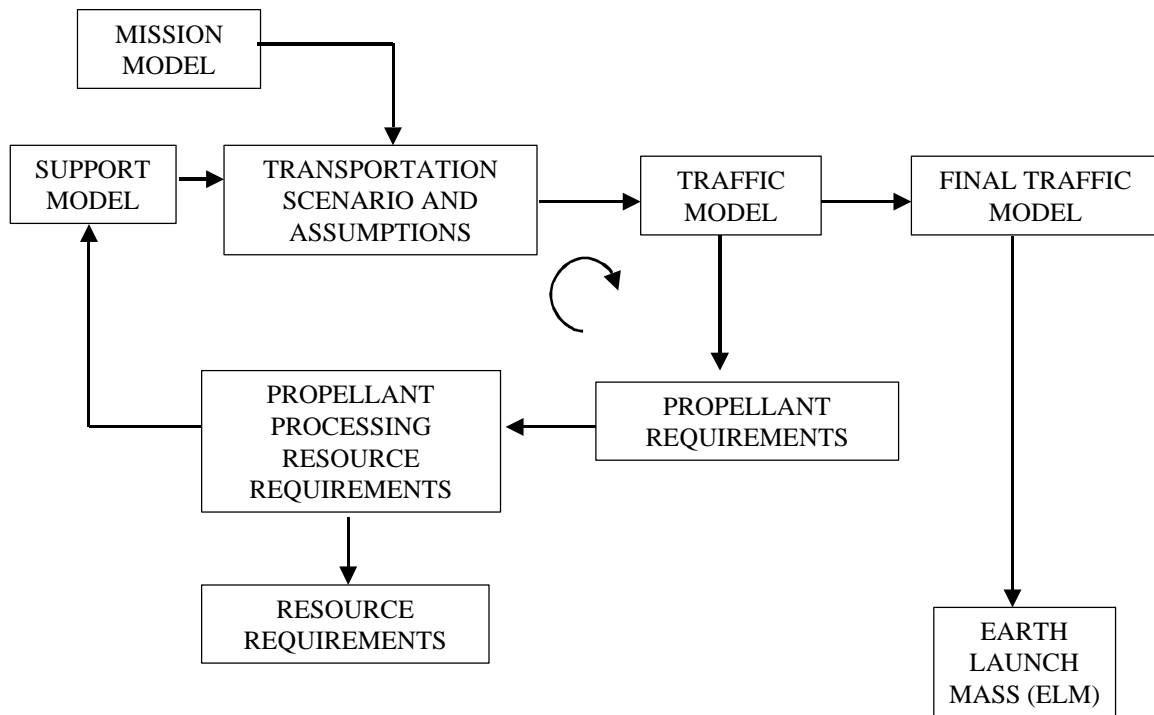 MISSION
MODEL
SUPPORT
MODEL
TRANSPORTATION
SCENARIO AND
ASSUMPTIONS
TRAFFIC
MODEL
FINAL TRAFFIC
MODEL
PROPELLANT
PROCESSING
RESOURCE
REQUIREMENTS
PROPELLANT
REQUIREMENTS
RESOURCE
REQUIREMENTS
EARTH
LAUNCH
MASS (ELM)